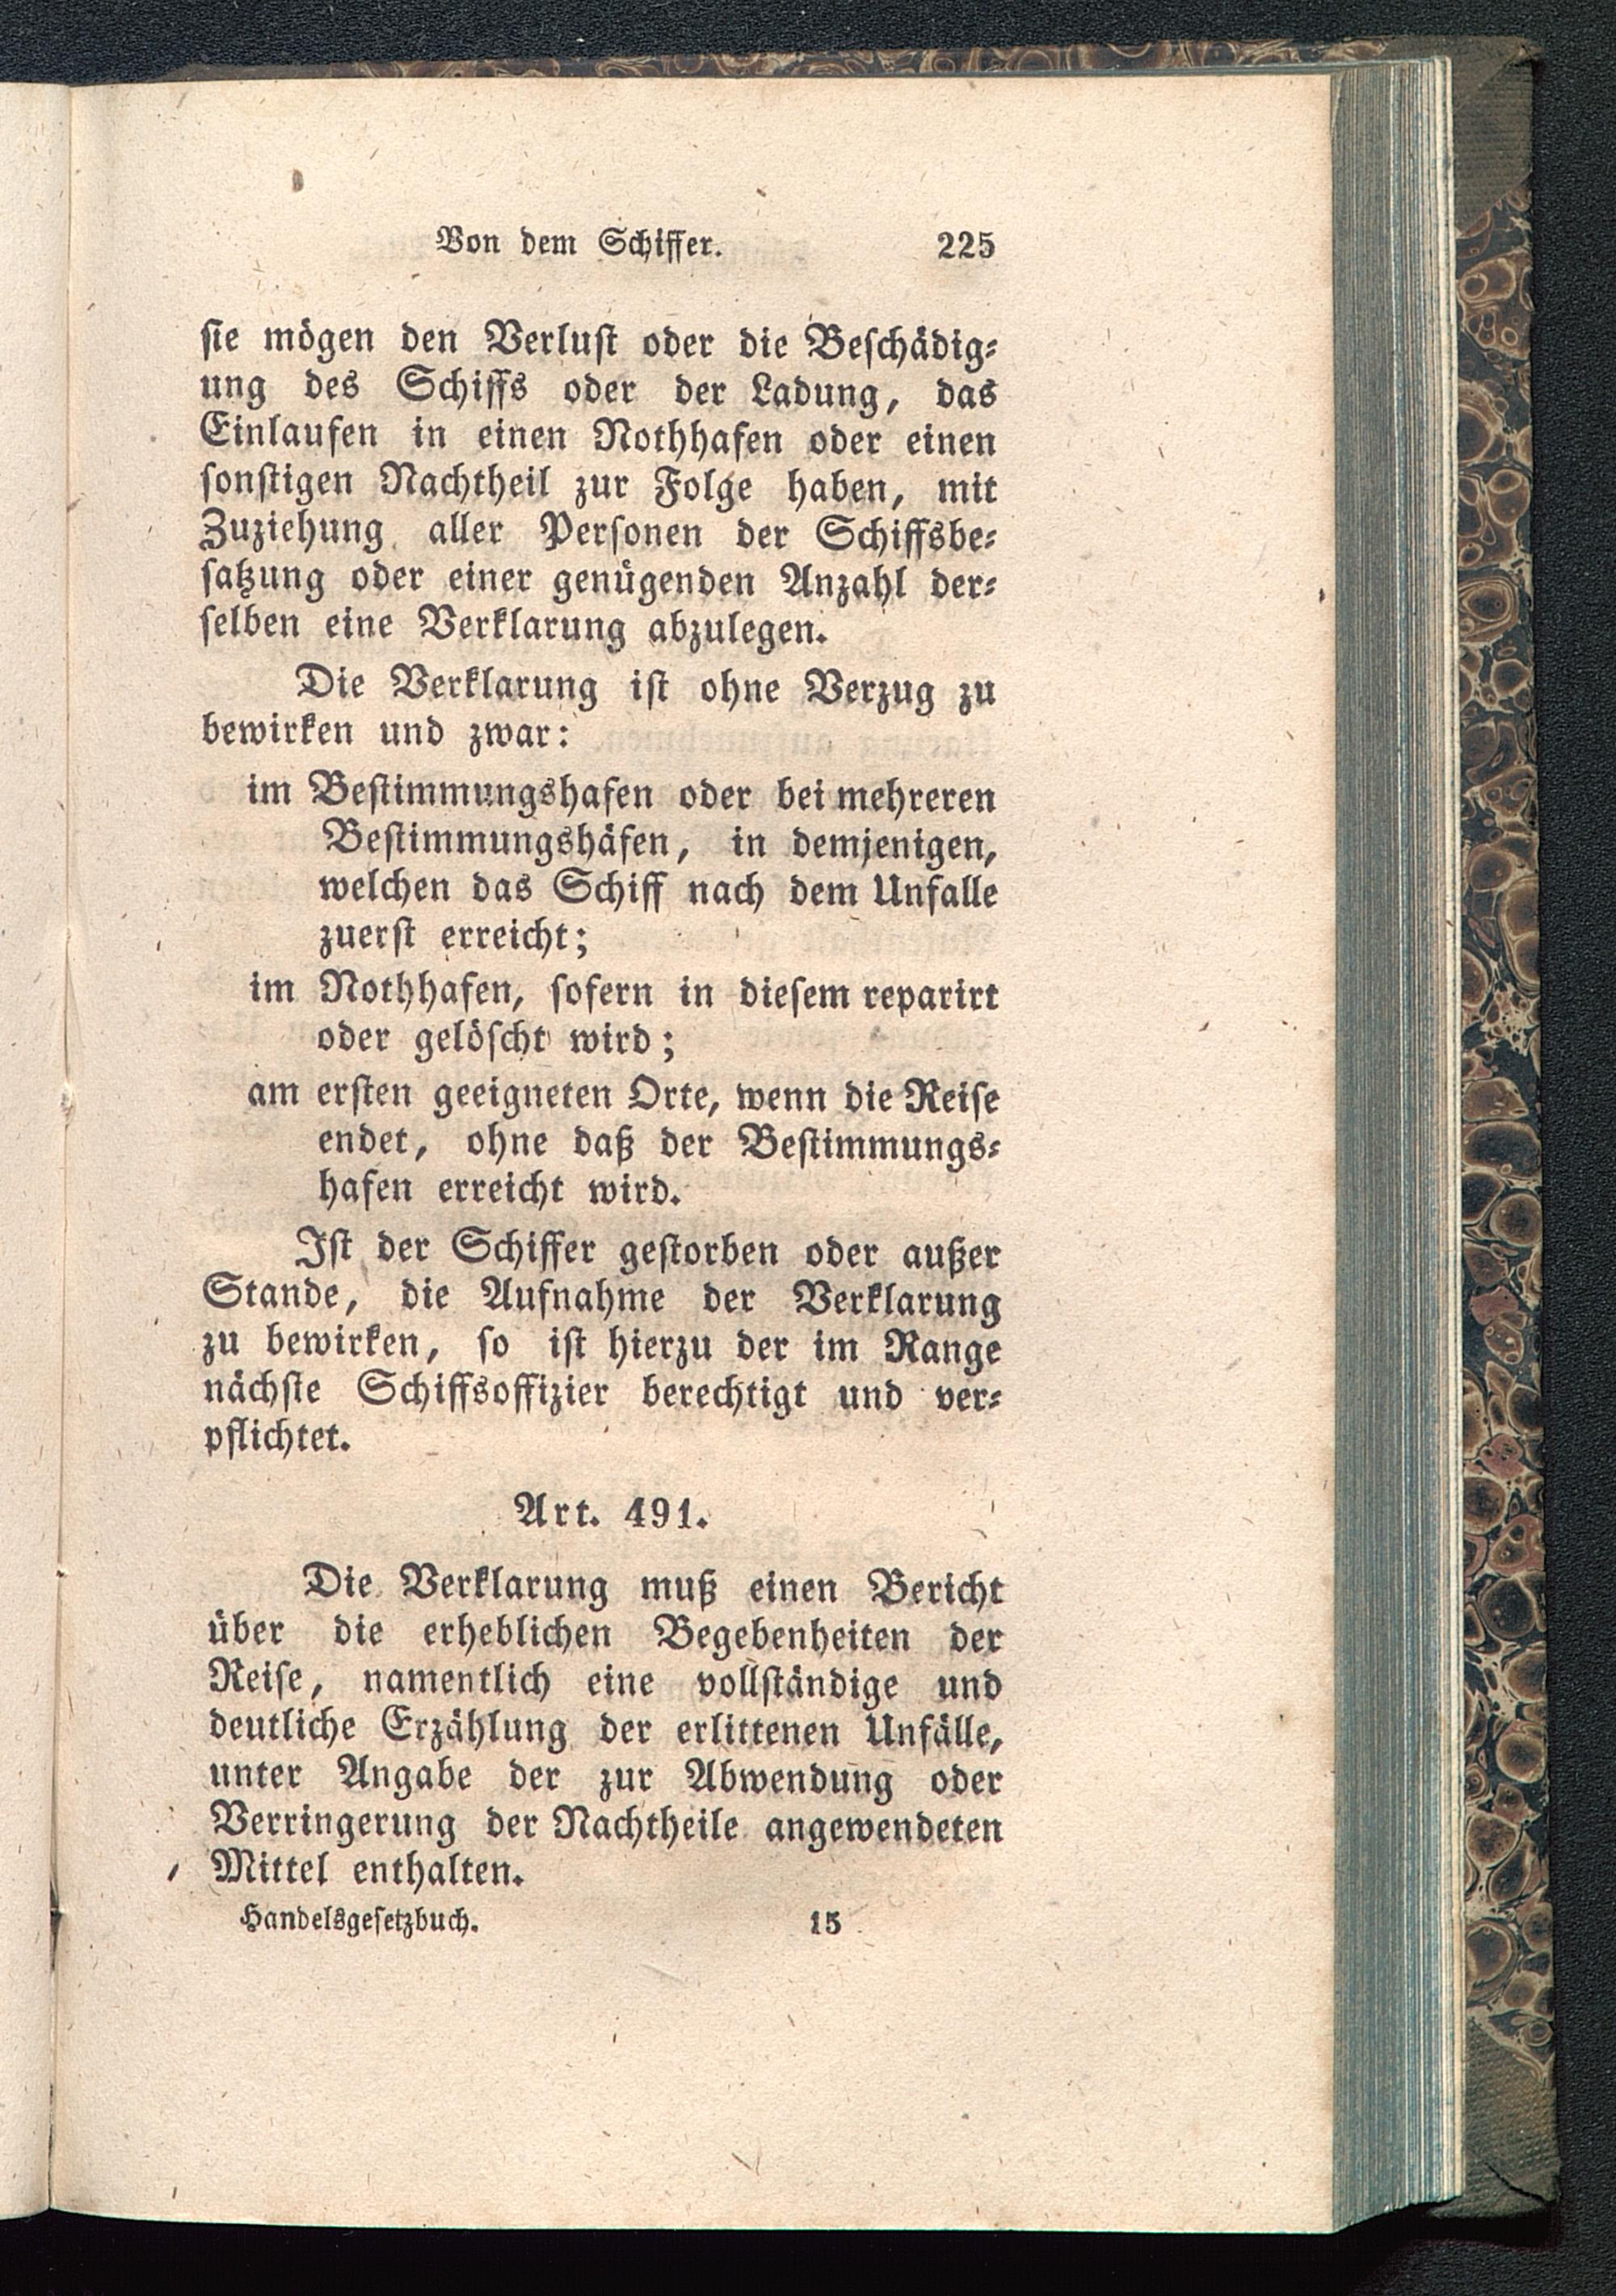 Von dem Schiffer. 225
sie mögen den Verlust oder die Beschädig-
ung des Schiffs oder der Ladung, das
Einlaufen in einen Nothhafen oder einen
sonstigen Nachtheil zur Folge haben, mit
Zuziehung aller Personen der Schiffsbe-
satzung oder einer genügenden Anzahl der-
selben eine Verklarung abzulegen.
Die Verklarung ist ohne Verzug zu
bewirken und zwar:
im Bestimmungshafen oder bei mehreren
Bestimmungshäfen, in demjenigen,
welchen das Schiff nach dem Unfalle
zuerst erreicht;
im Nothhafen, sofern in diesem reparirt
oder gelöscht wird;
am ersten geeigneten Orte, wenn die Reise
endet, ohne daß der Bestimmungs-
hafen erreicht wird.
Ist der Schiffer gestorben oder außer
Stande, die Aufnahme der Verklarung
zu bewirken, so ist hierzu der im Range
nächste Schiffsoffizier berechtigt und ver-
pflichtet.
Art. 491.
Die Verklarung muß einen Bericht
über die erheblichen Begebenheiten der
Reise, namentlich eine vollständige und
deutliche Erzählung der erlittenen Unfälle,
unter Angabe der zur Abwendung oder
Verringerung der Nachtheile angewendeten
Mittel enthalten.
Handelsgesetzbuch. 15